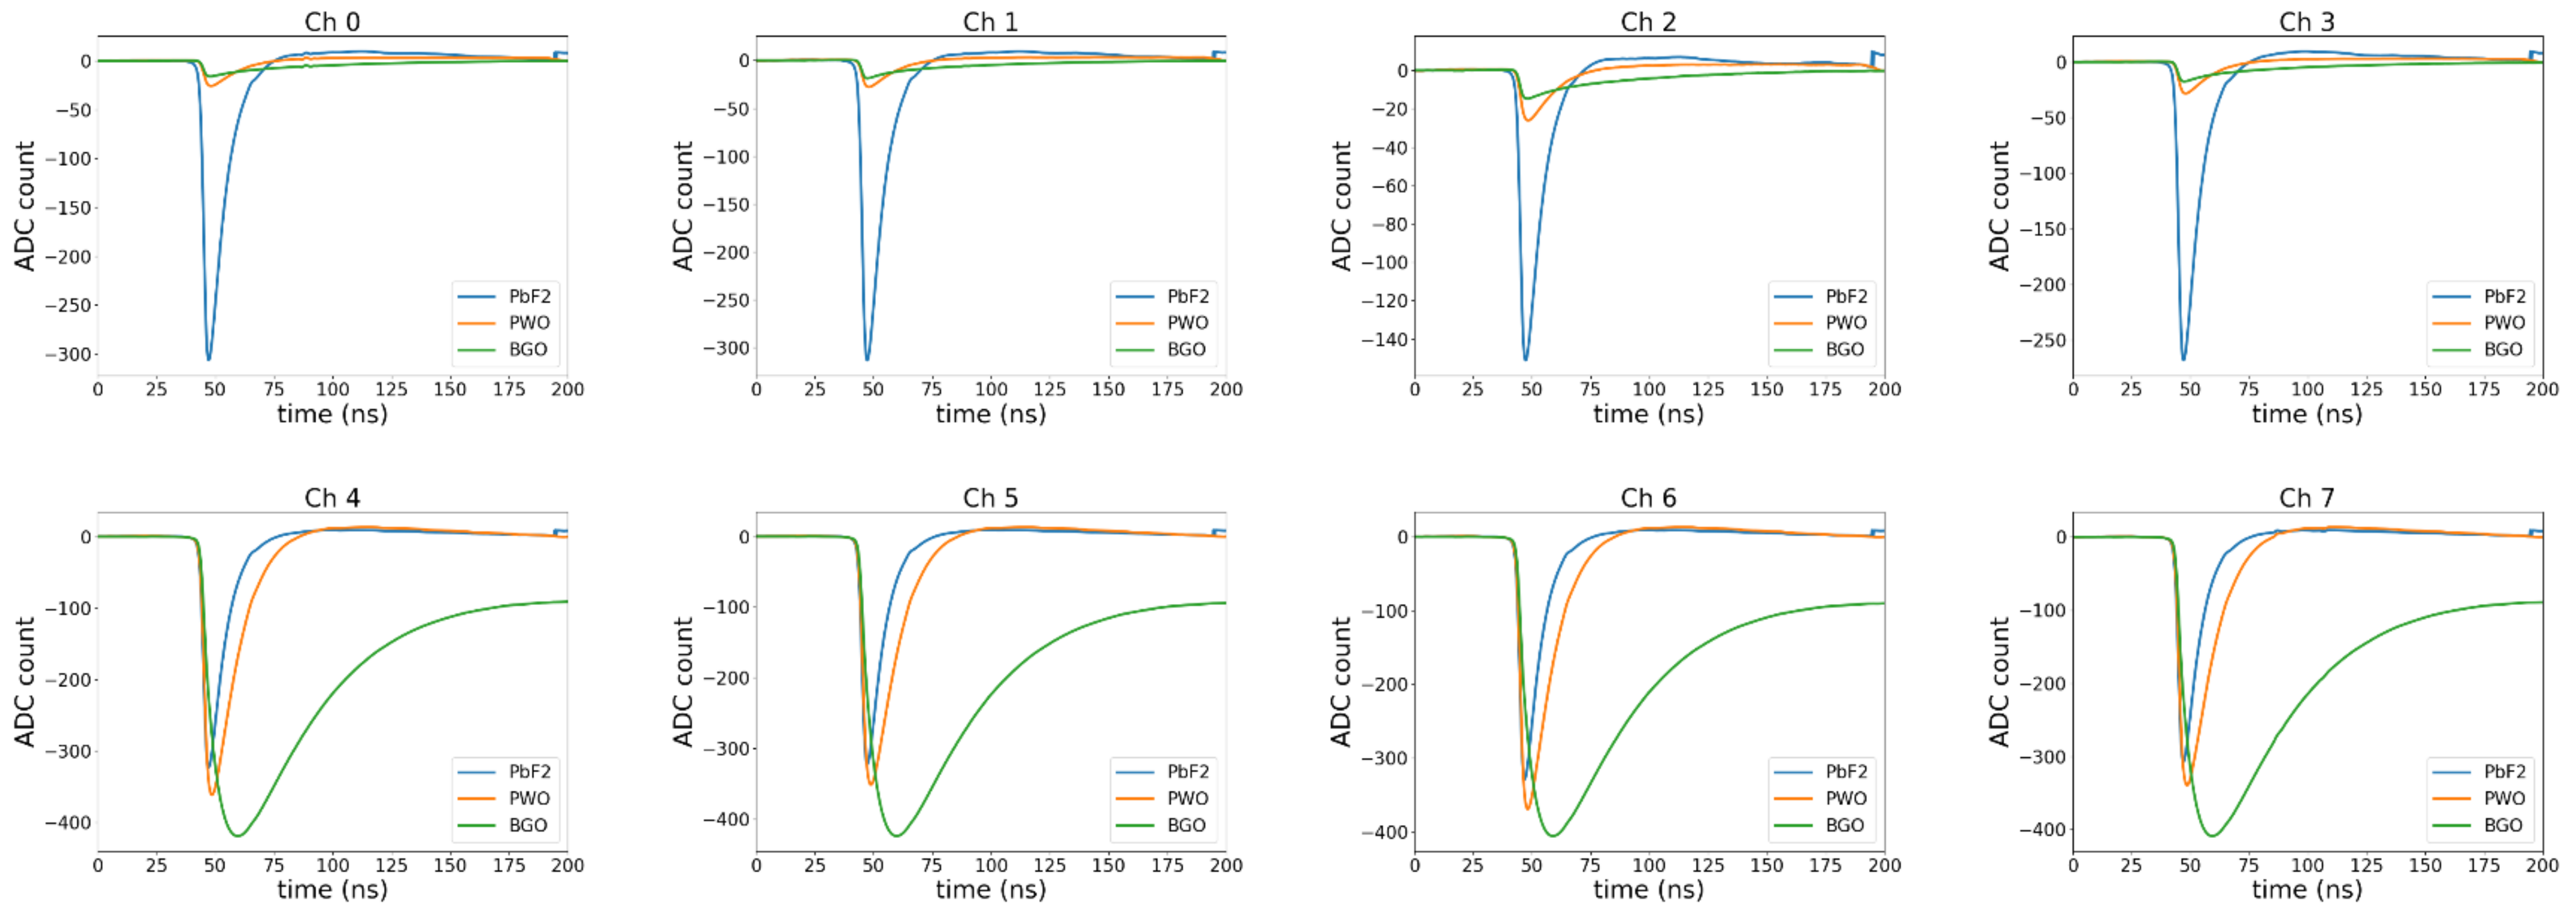 Ch 0
0
−50
−100
−150
−200
−250
−300
ADC count
PbF2
PWO
BGO
0 25 50 75 100 125 150 175 200
time (ns)
Ch 1
0
−50
−100
−150
−200
−250
−300
ADC count
PbF2
PWO
BGO
0 25 50 75 100 125 150 175 200
time (ns)
Ch 2
0
−20
−40
−60
−80
−100
−120
−140
ADC count
PbF2
PWO
BGO
0 25 50 75 100 125 150 175 200
time (ns)
Ch 3
0
−50
−100
−150
−200
−250
ADC count
PbF2
PWO
BGO
0 25 50 75 100 125 150 175 200
time (ns)
Ch 4
0
−100
−200
−300
−400
ADC count
PbF2
PWO
BGO
0 25 50 75 100 125 150 175 200
time (ns)
Ch 5
0
−100
−200
−300
−400
ADC count
PbF2
PWO
BGO
0 25 50 75 100 125 150 175 200
time (ns)
Ch 6
0
−100
−200
−300
−400
ADC count
PbF2
PWO
BGO
0 25 50 75 100 125 150 175 200
time (ns)
Ch 7
0
−100
−200
−300
−400
ADC count
PbF2
PWO
BGO
0 25 50 75 100 125 150 175 200
time (ns)